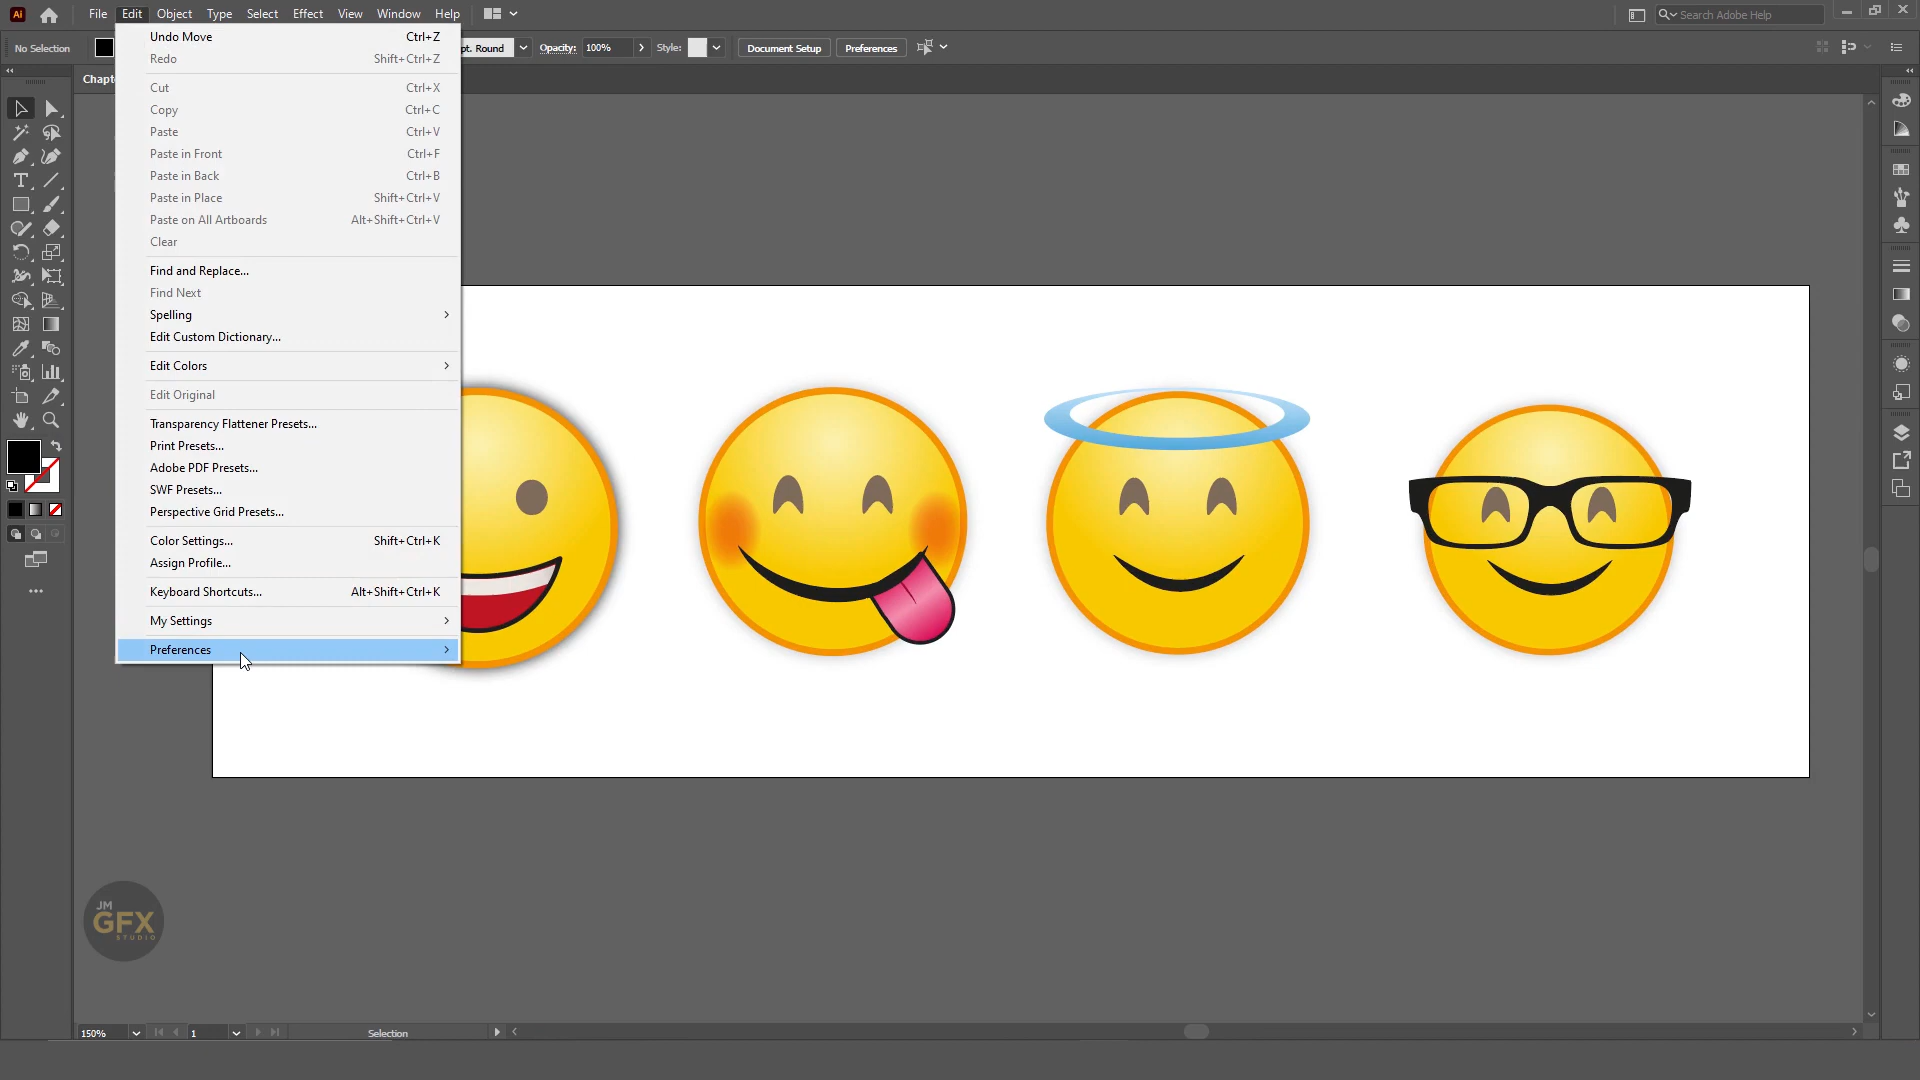 Ai File Edit Object Type Select Effect View Window Help Search Adobe Help
No Selection pt. Round Opacity: 100% Style: Document Setup Preferences
Chapt
Undo Move Ctrl+Z
Redo Shift+Ctrl+Z
Cut Ctrl+X
Copy Ctrl+C
Paste Ctrl+V
Paste in Front Ctrl+F
Paste in Back Ctrl+B
Paste in Place Shift+Ctrl+V
Paste on All Artboards Alt+Shift+Ctrl+V
Clear
Find and Replace...
Find Next
Spelling
Edit Custom Dictionary...
Edit Colors
Edit Original
Transparency Flattener Presets...
Print Presets...
Adobe PDF Presets...
SWF Presets...
Perspective Grid Presets...
Color Settings... Shift+Ctrl+K
Assign Profile...
Keyboard Shortcuts... Alt+Shift+Ctrl+K
My Settings
Preferences
JM
GFX
STUDIO
150% 1 Selection